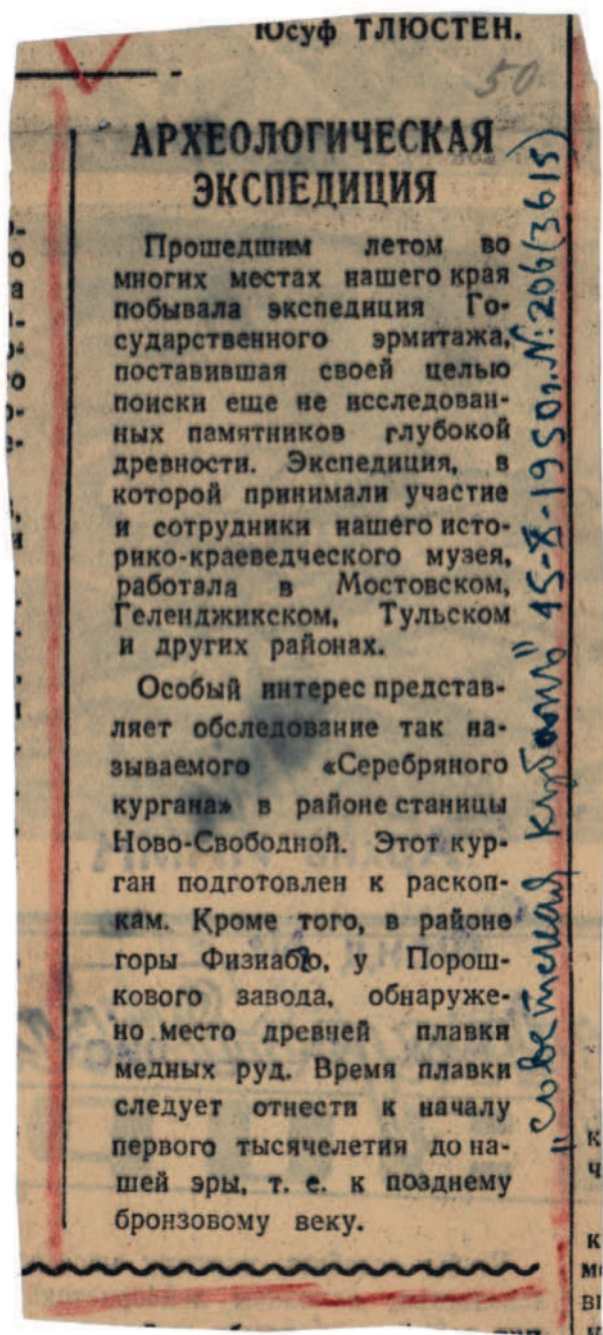 Юсуф ТЛЮСТЕН.
50
АРХЕОЛОГИЧЕСКАЯ
ЭКСПЕДИЦИЯ
Прошедшим летом во
многих местах нашего края
побывала экспедиция Го-
сударственного эрмитажа,
поставившая своей целью
поиски еще не исследован-
ных памятников глубокой
древности. Экспедиция, в
которой принимали участие
и сотрудники нашего исто-
рико-краеведческого музея,
работала в Мостовском,
Геленджикском, Тульском
и других районах.
Особый интерес представ-
ляет обследование так на-
зываемого «Серебряного
кургана» в районе станицы
Ново-Свободной. Этот кур-
ган подготовлен к раскоп-
кам. Кроме того, в районе
горы Физиабго, у Порош-
кового завода, обнаруже-
но место древней плавки
медных руд. Время плавки
следует отнести к началу
первого тысячелетия до на-
шей эры, т. е. к позднему
бронзовому веку.
"Советская Кубань" 15-X-1950г. №: 206 (3615)